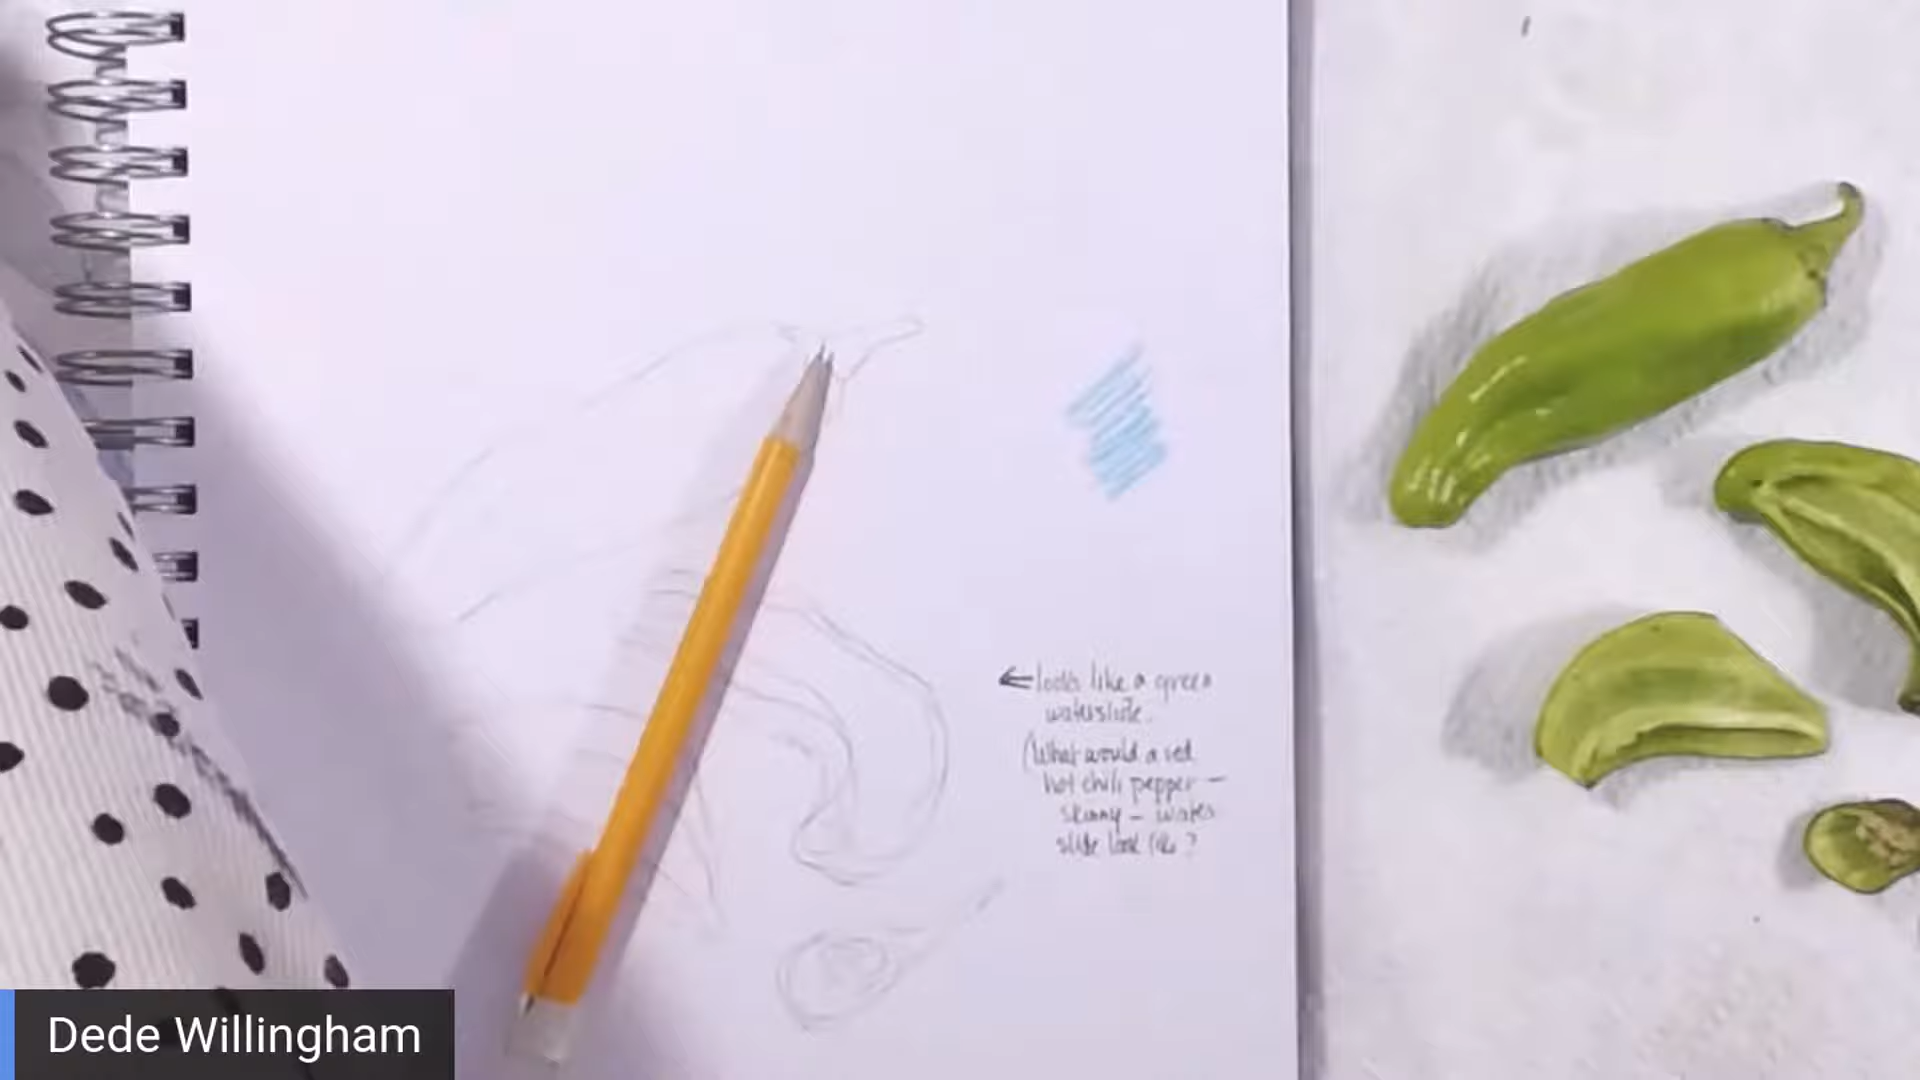 ← looks like a green
waterslide.
(What would a red
hot chili pepper –
skinny – water
slide look like?
Dede Willingham